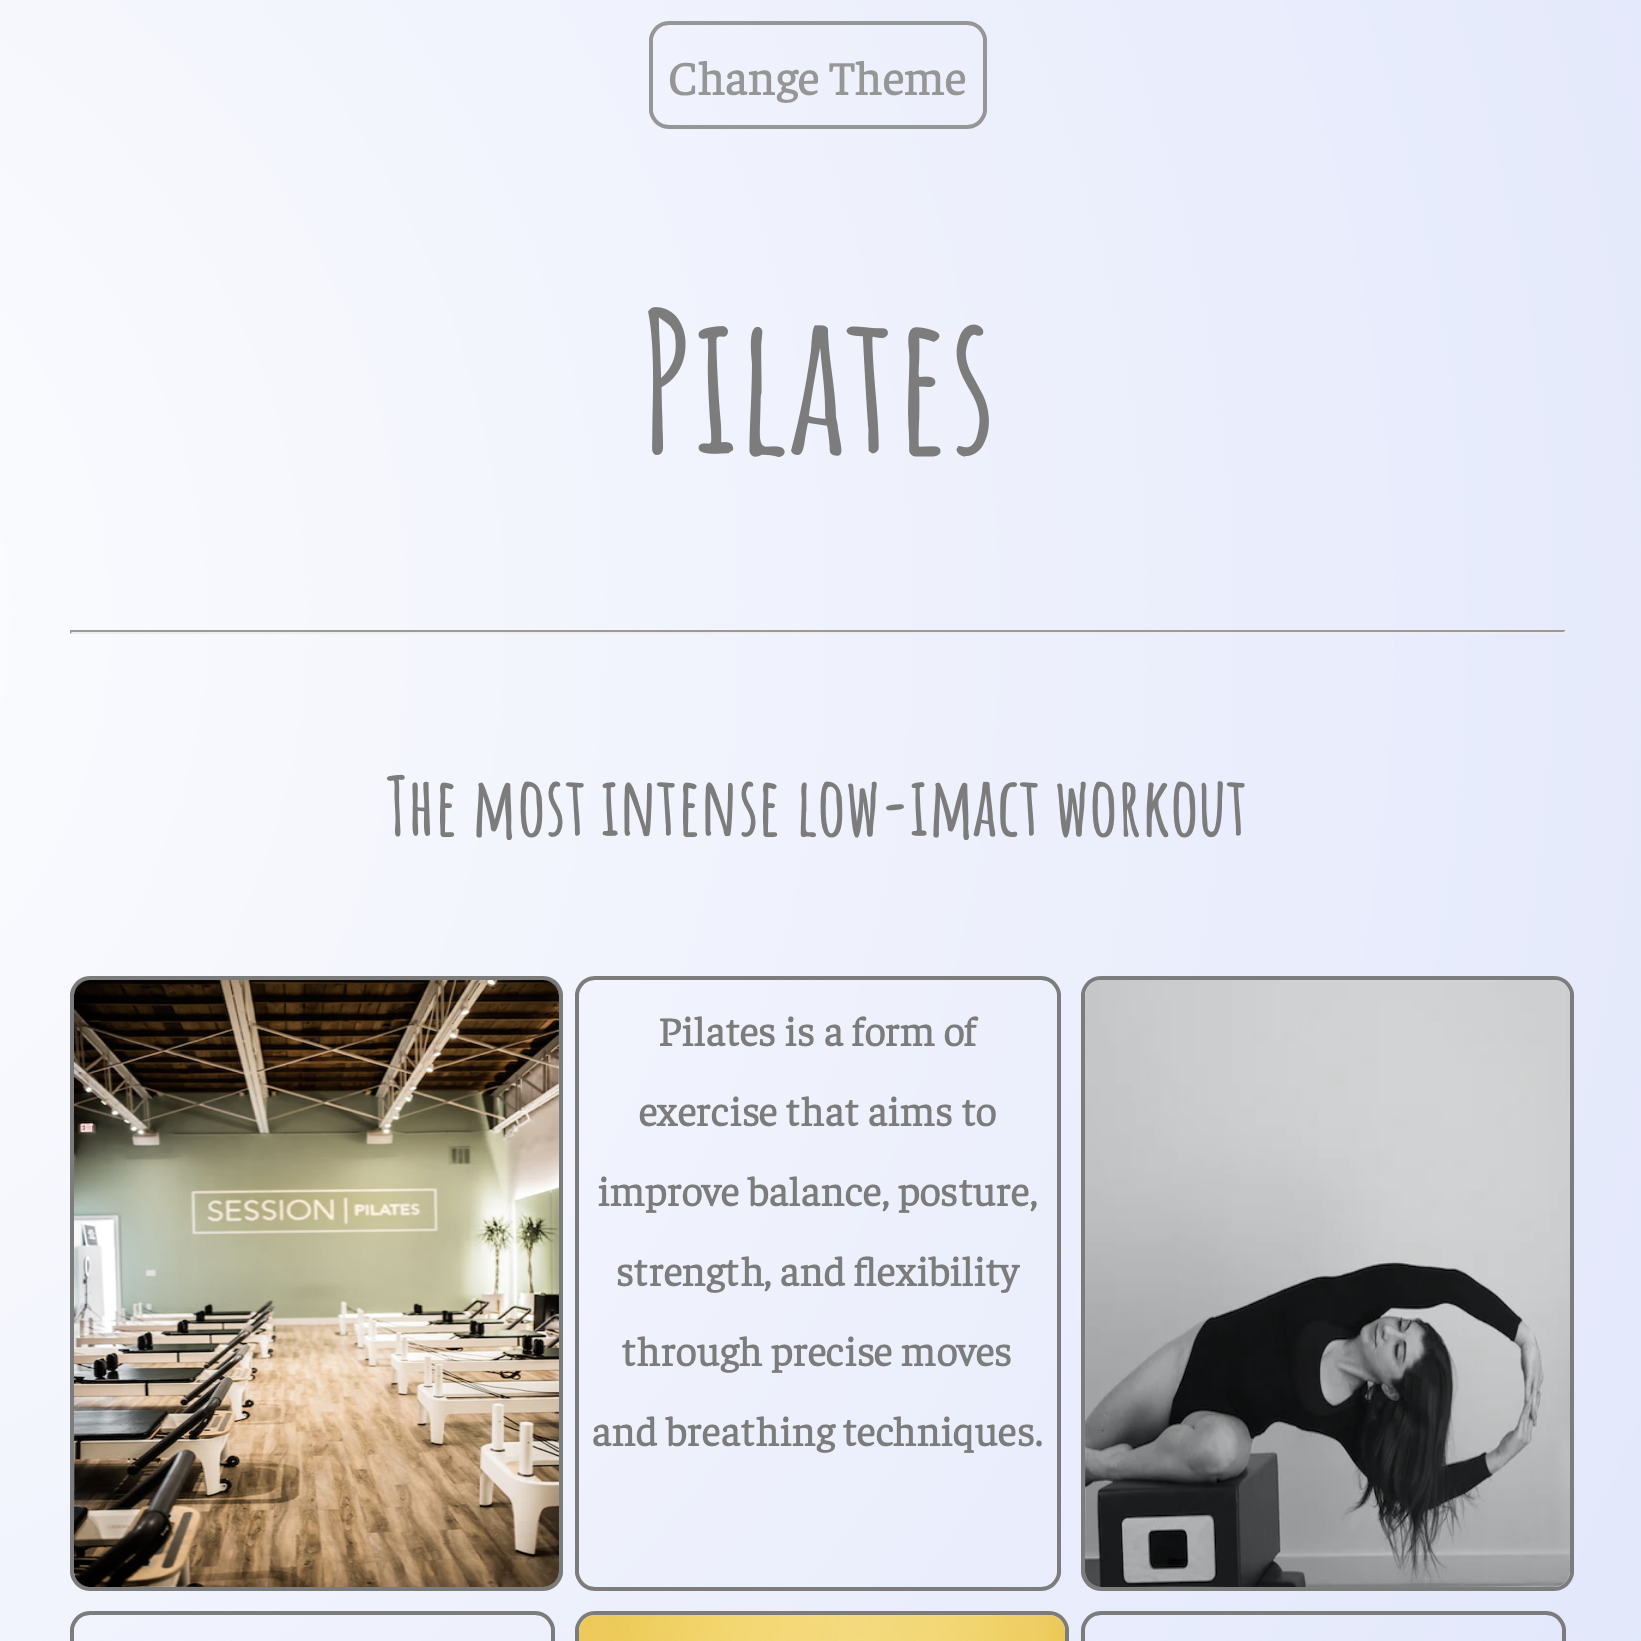 Change Theme
Pilates
The most intense low-imact workout
SESSION | PILATES
Pilates is a form of
exercise that aims to
improve balance, posture,
strength, and flexibility
through precise moves
and breathing techniques.